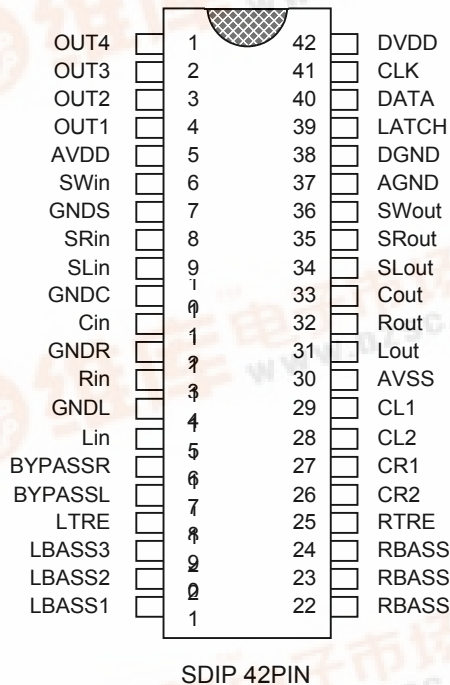 OUT4 1 42 DVDD
OUT3 2 41 CLK
OUT2 3 40 DATA
OUT1 4 39 LATCH
AVDD 5 38 DGND
SWin 6 37 AGND
GNDS 7 36 SWout
SRin 8 35 SRout
SLin 9 34 SLout
GNDC 10 33 Cout
Cin 11 32 Rout
GNDR 12 31 Lout
Rin 13 30 AVSS
GNDL 14 29 CL1
Lin 15 28 CL2
BYPASSR 16 27 CR1
BYPASSL 17 26 CR2
LTRE 18 25 RTRE
LBASS3 19 24 RBASS
LBASS2 20 23 RBASS
LBASS1 21 22 RBASS
SDIP 42PIN